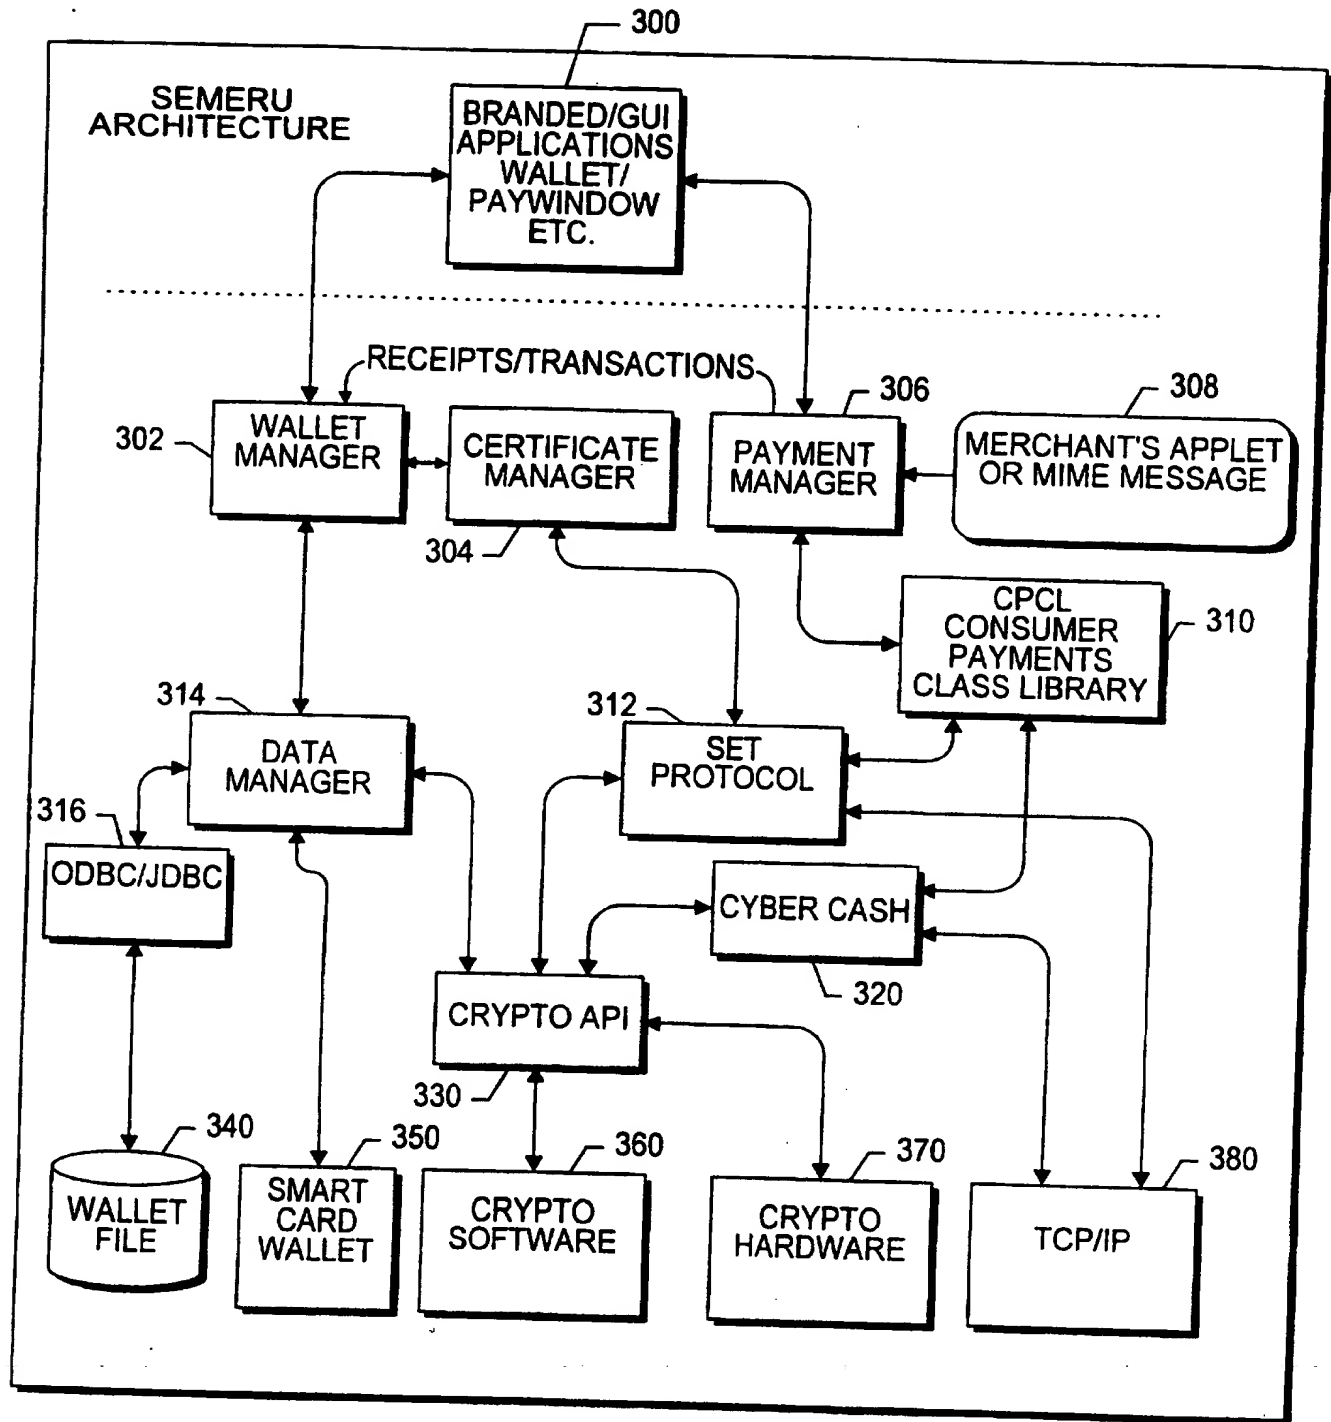 300
SEMERU
ARCHITECTURE
BRANDED/GUI
APPLICATIONS
WALLET/
PAYWINDOW
ETC.
RECEIPTS/TRANSACTIONS
302
WALLET
MANAGER
CERTIFICATE
MANAGER
304
306
PAYMENT
MANAGER
308
MERCHANT'S APPLET
OR MIME MESSAGE
CPCL
CONSUMER
PAYMENTS
CLASS LIBRARY
310
314
DATA
MANAGER
312
SET
PROTOCOL
316
ODBC/JDBC
CYBER CASH
320
CRYPTO API
330
340
WALLET
FILE
350
SMART
CARD
WALLET
360
CRYPTO
SOFTWARE
370
CRYPTO
HARDWARE
380
TCP/IP